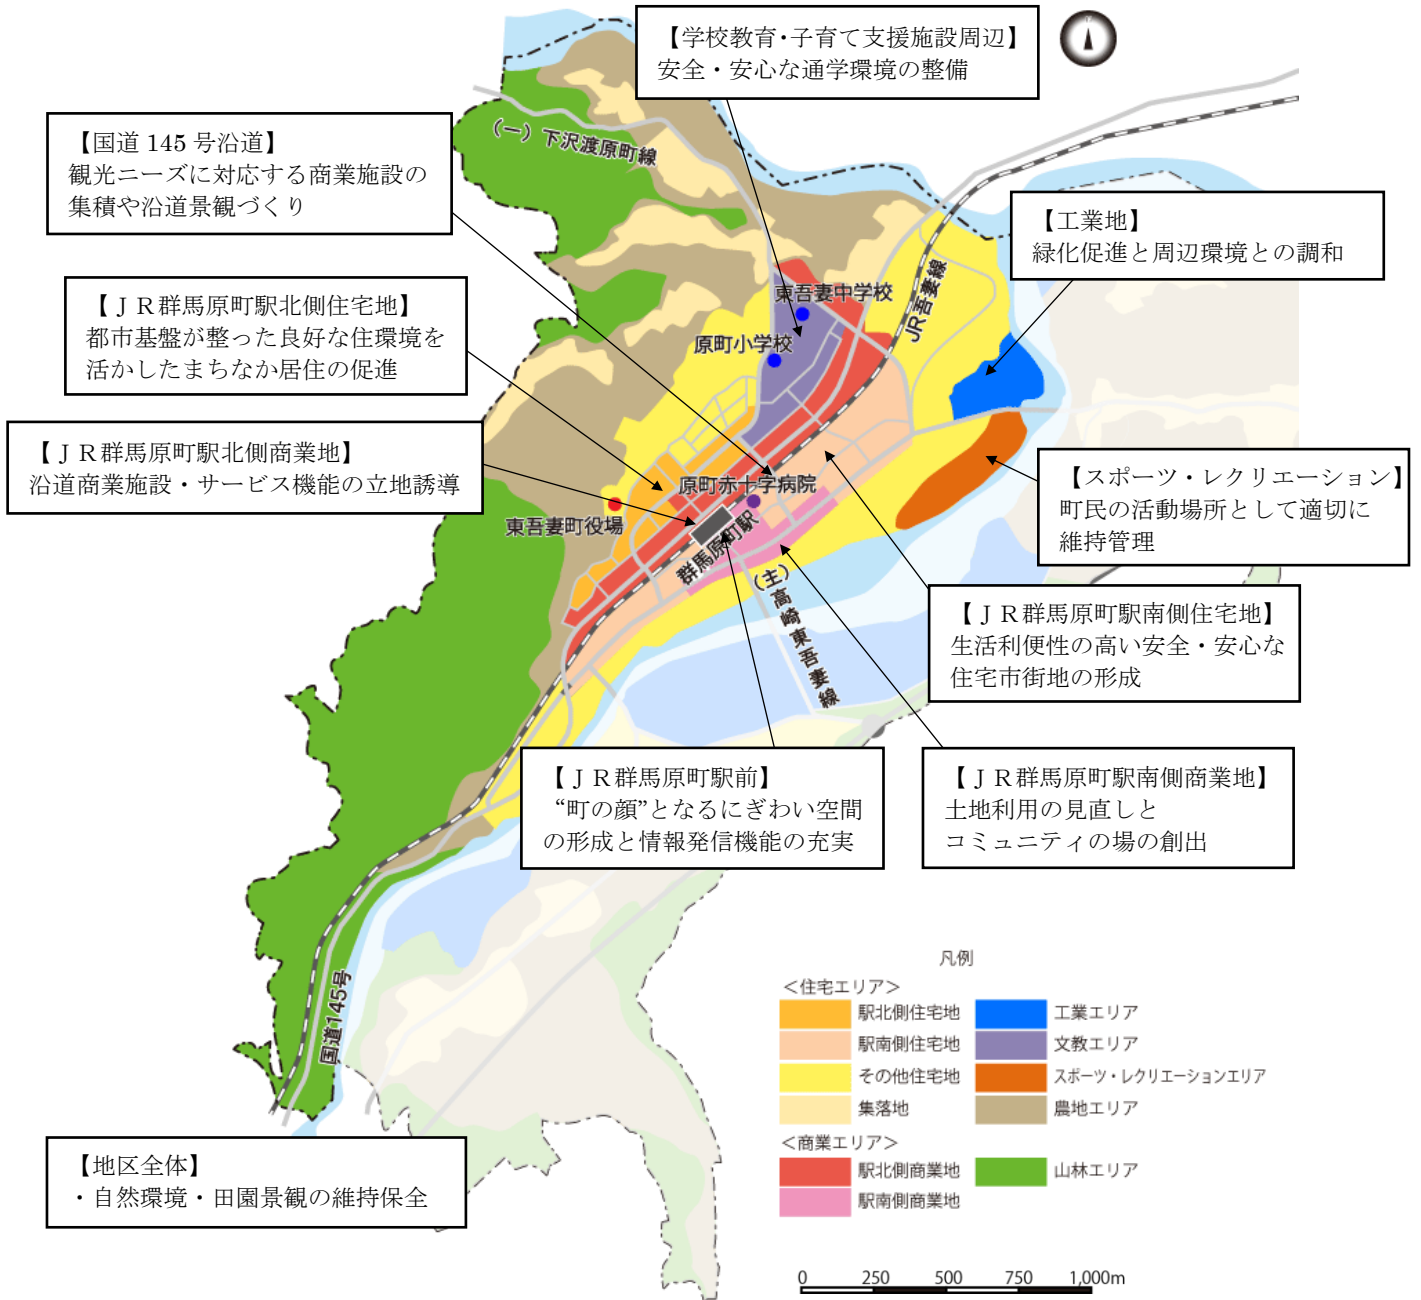 【学校教育・子育て支援施設周辺】
安全・安心な通学環境の整備
【国道 145 号沿道】
観光ニーズに対応する商業施設の
集積や沿道景観づくり
(一)下沢渡原町線
【工業地】
緑化促進と周辺環境との調和
【ＪＲ群馬原町駅北側住宅地】
都市基盤が整った良好な住環境を
活かしたまちなか居住の促進
東吾妻中学校
JR吾妻線
原町小学校
【ＪＲ群馬原町駅北側商業地】
沿道商業施設・サービス機能の立地誘導
原町赤十字病院
東吾妻町役場
群馬原町駅
【スポーツ・レクリエーション】
町民の活動場所として適切に
維持管理
(主)高崎東吾妻線
【ＪＲ群馬原町駅南側住宅地】
生活利便性の高い安全・安心な
住宅市街地の形成
【ＪＲ群馬原町駅前】
“町の顔”となるにぎわい空間
の形成と情報発信機能の充実
【ＪＲ群馬原町駅南側商業地】
土地利用の見直しと
コミュニティの場の創出
国道145号
【地区全体】
・自然環境・田園景観の維持保全
凡例
＜住宅エリア＞
駅北側住宅地
駅南側住宅地
その他住宅地
集落地
＜商業エリア＞
駅北側商業地
駅南側商業地
工業エリア
文教エリア
スポーツ・レクリエーションエリア
農地エリア
山林エリア
0 250 500 750 1,000m